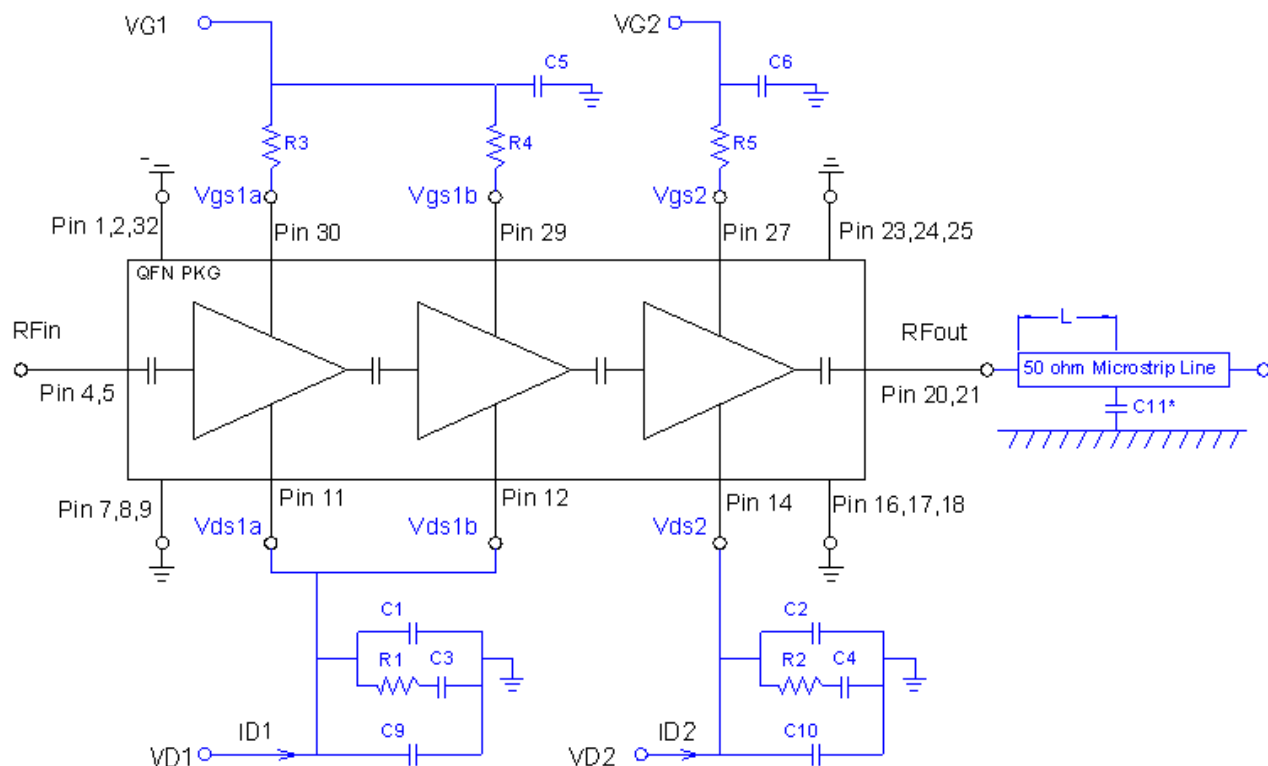 VG1
VG2
C5
C6
R3
R4
R5
Vgs1a
Vgs1b
Vgs2
Pin 1,2,32
Pin 30
Pin 29
Pin 27
Pin 23,24,25
QFN PKG
RFin
RFout
L
50 ohm Microstrip Line
Pin 4,5
Pin 20,21
C11*
Pin 7,8,9
Pin 11
Pin 12
Pin 14
Pin 16,17,18
Vds1a
Vds1b
Vds2
C1
C2
R1
C3
R2
C4
ID1
C9
ID2
C10
VD1
VD2